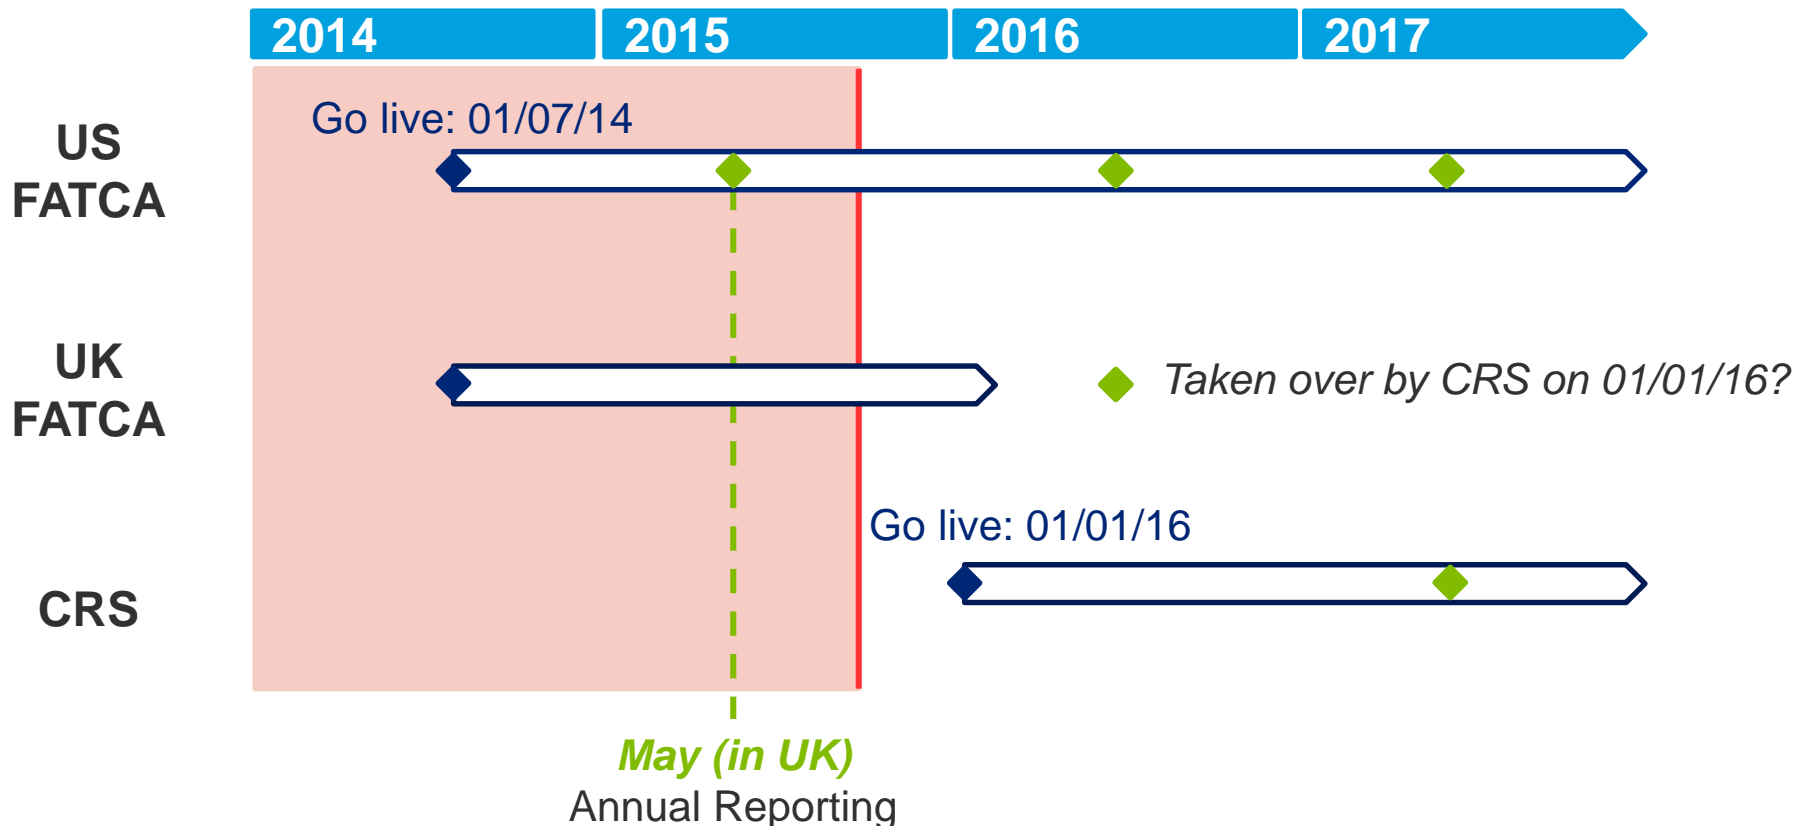 2014 2015 2016 2017
Go live: 01/07/14
US
FATCA
UK
FATCA
Taken over by CRS on 01/01/16?
Go live: 01/01/16
CRS
May (in UK)
Annual Reporting